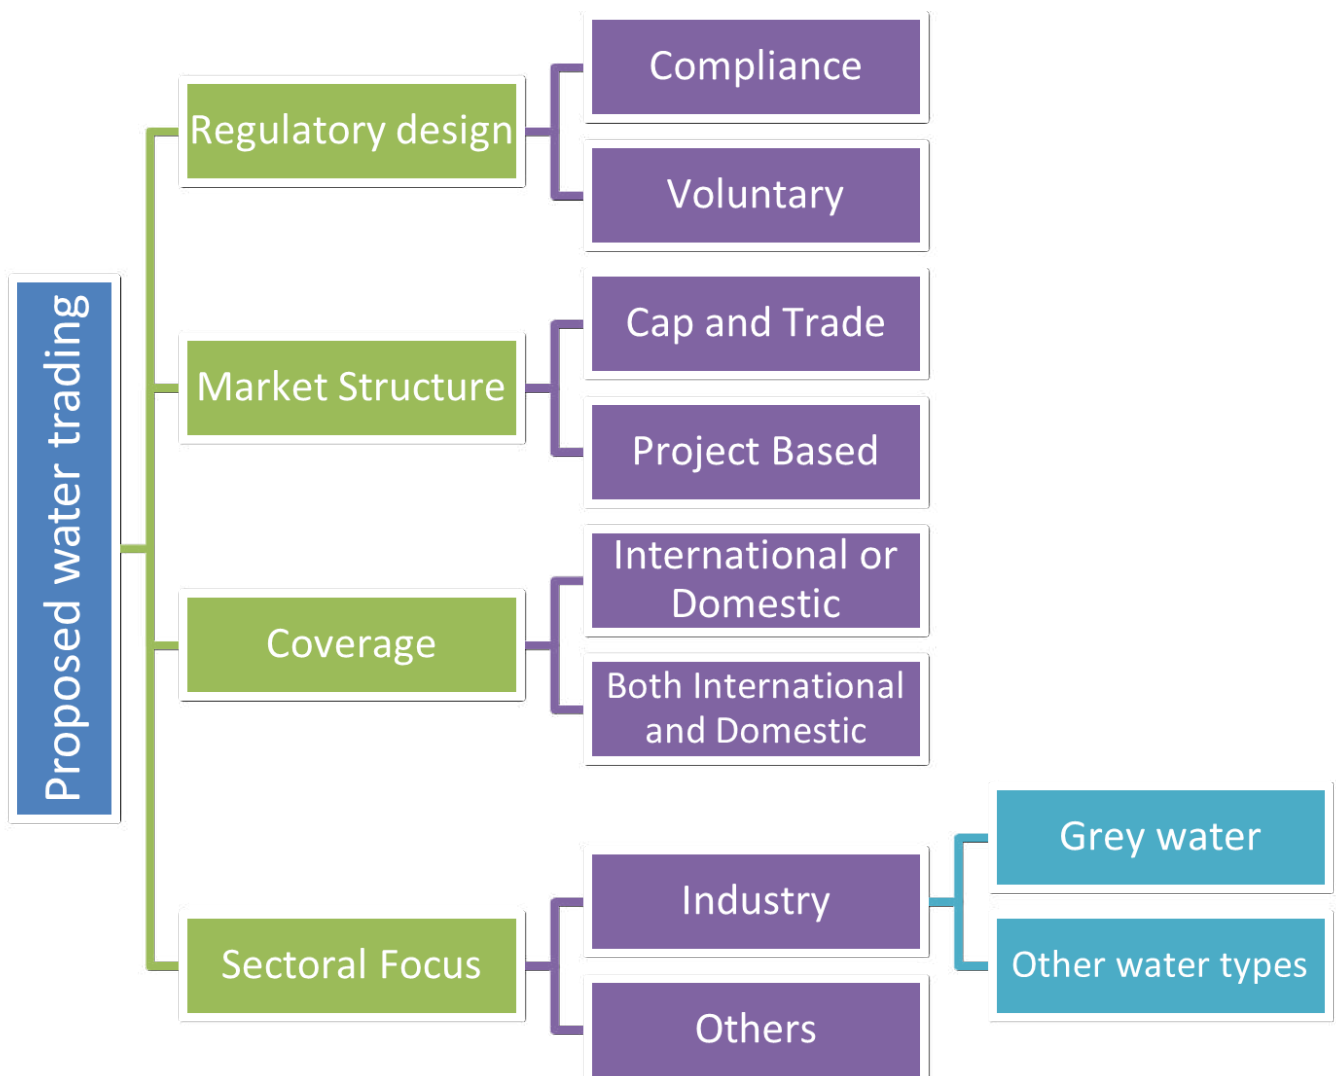 Proposed water trading
Regulatory design
Compliance
Voluntary
Market Structure
Cap and Trade
Project Based
Coverage
International or
Domestic
Both International
and Domestic
Sectoral Focus
Industry
Grey water
Other water types
Others